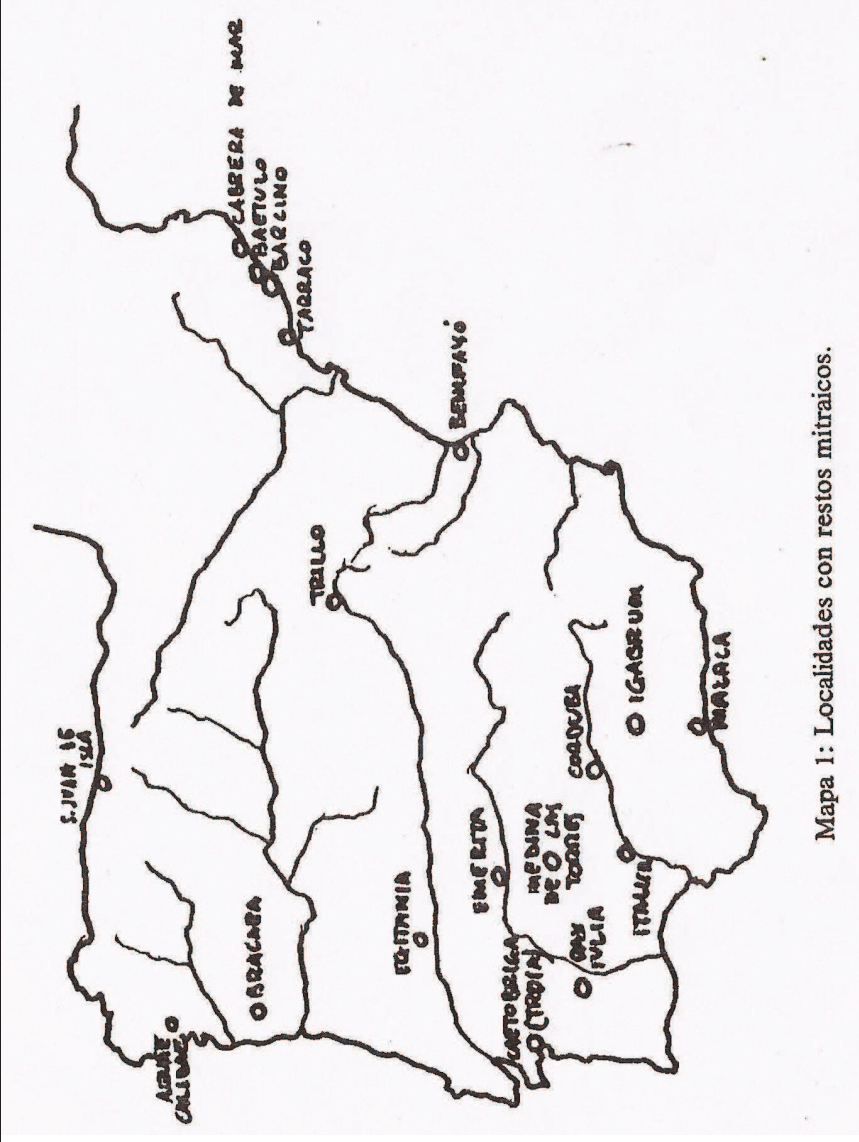 S. JUAN DE
ISLA
AQUAE
CALIDAE
BRACARA
CABRERA DE MAR
BAETULO
BARCINO
TARRACO
TRILLO
BENIFAYÓ
EGITANIA
EMERITA
MEDINA
DE LAS
TORRES
CAETOBRIGA
(TROIA)
PAX
IULIA
ITALICA
CORDUBA
IGABRUM
MALACA
Mapa 1: Localidades con restos mitraicos.